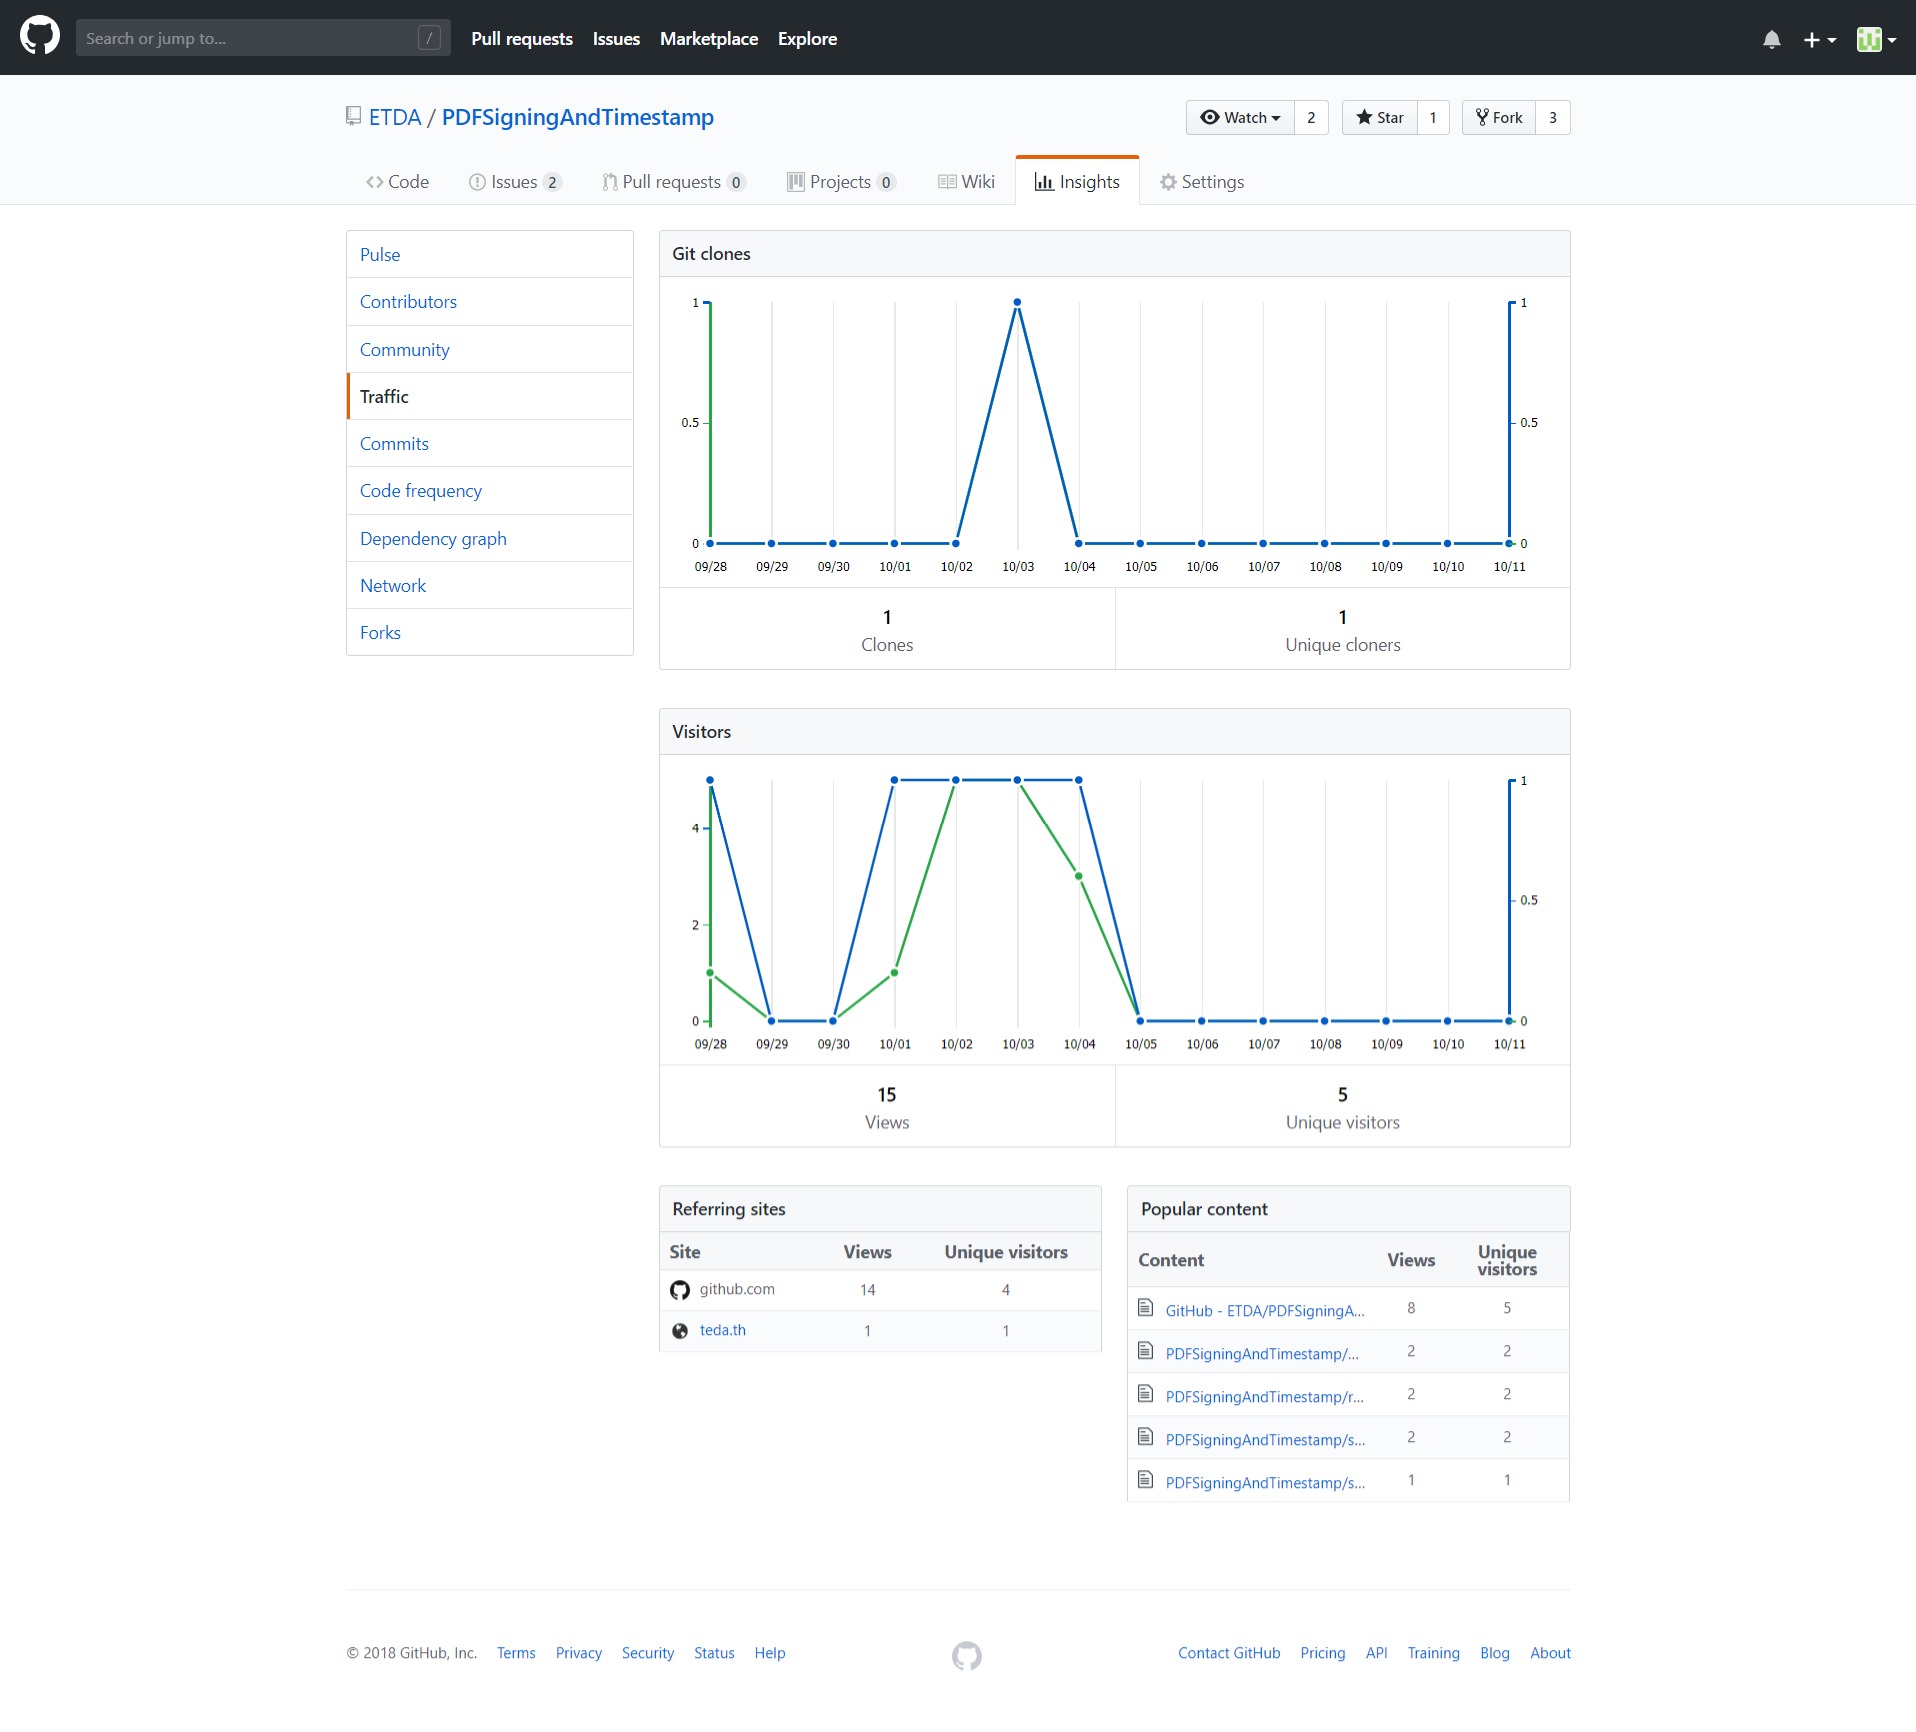 Search or jump to... /
Pull requests Issues Marketplace Explore
ETDA / PDFSigningAndTimestamp
Watch 2 Star 1 Fork 3
Code Issues 2 Pull requests 0 Projects 0 Wiki Insights Settings
Pulse
Contributors
Community
Traffic
Commits
Code frequency
Dependency graph
Network
Forks
Git clones
1 1
0.5 0.5
0 0
09/28 09/29 09/30 10/01 10/02 10/03 10/04 10/05 10/06 10/07 10/08 10/09 10/10 10/11
1 1
Clones Unique cloners
Visitors
1
4
0.5
2
0 0
09/28 09/29 09/30 10/01 10/02 10/03 10/04 10/05 10/06 10/07 10/08 10/09 10/10 10/11
15 5
Views Unique visitors
Referring sites
Site Views Unique visitors
github.com 14 4
teda.th 1 1
Popular content
Content Views Unique visitors
GitHub - ETDA/PDFSigningA... 8 5
PDFSigningAndTimestamp/... 2 2
PDFSigningAndTimestamp/r... 2 2
PDFSigningAndTimestamp/s... 2 2
PDFSigningAndTimestamp/s... 1 1
© 2018 GitHub, Inc. Terms Privacy Security Status Help
Contact GitHub Pricing API Training Blog About